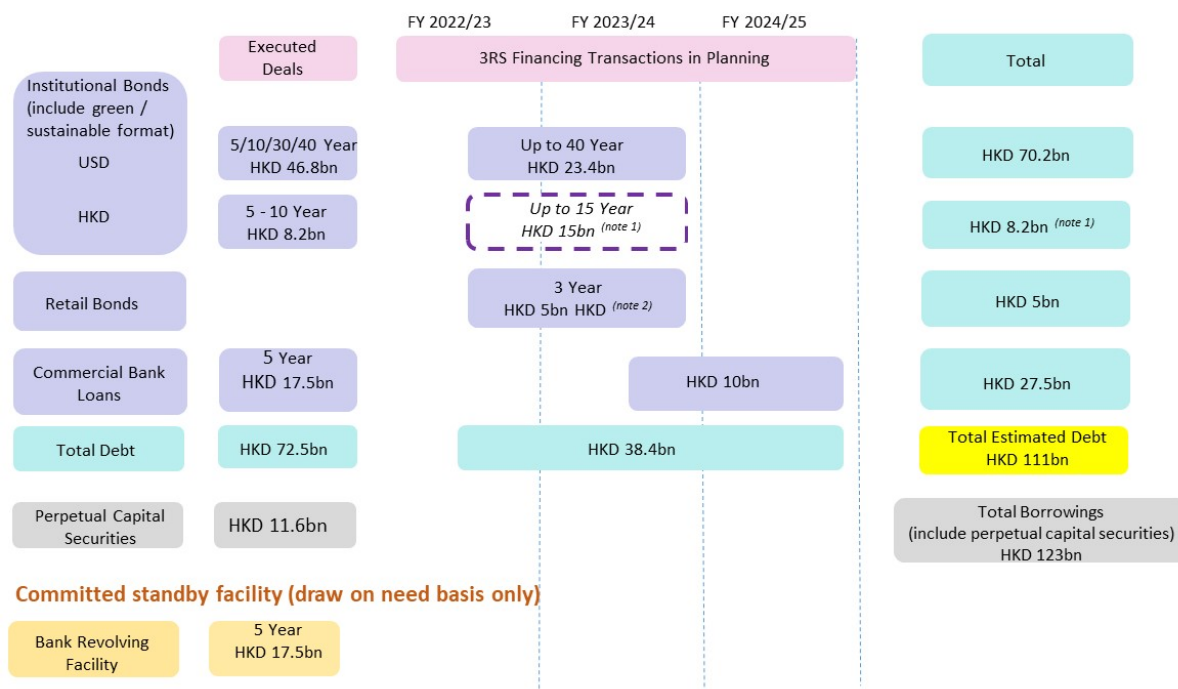 FY 2022/23 FY 2023/24 FY 2024/25
Executed
Deals
3RS Financing Transactions in Planning
Total
Institutional Bonds
(include green /
sustainable format)
USD
5/10/30/40 Year
HKD 46.8bn
Up to 40 Year
HKD 23.4bn
HKD 70.2bn
HKD
5 - 10 Year
HKD 8.2bn
Up to 15 Year
HKD 15bn (note 1)
HKD 8.2bn (note 1)
Retail Bonds
3 Year
HKD 5bn HKD (note 2)
HKD 5bn
Commercial Bank
Loans
5 Year
HKD 17.5bn
HKD 10bn
HKD 27.5bn
Total Debt
HKD 72.5bn
HKD 38.4bn
Total Estimated Debt
HKD 111bn
Perpetual Capital
Securities
HKD 11.6bn
Total Borrowings
(include perpetual capital securities)
HKD 123bn
Committed standby facility (draw on need basis only)
Bank Revolving
Facility
5 Year
HKD 17.5bn